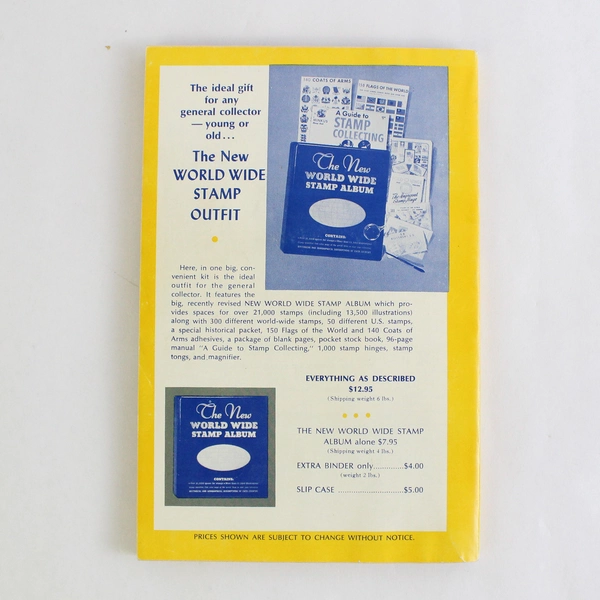 The ideal gift
for any
general collector
— young or
old...
The New
WORLD WIDE
STAMP
OUTFIT
140 COATS OF ARMS
150 FLAGS OF THE WORLD
A Guide to
STAMP
COLLECTING
The New
WORLD WIDE
STAMP ALBUM
CONTAINS:
Here, in one big, con-
venient kit is the ideal
outfit for the general
collector. It features the
big, recently revised NEW WORLD WIDE STAMP ALBUM which pro-
vides spaces for over 21,000 stamps (including 13,500 illustrations)
along with 300 different world-wide stamps, 50 different U.S. stamps,
a special historical packet, 150 Flags of the World and 140 Coats of
Arms adhesives, a package of blank pages, pocket stock book, 96-page
manual "A Guide to Stamp Collecting," 1,000 stamp hinges, stamp
tongs, and magnifier.
The New
WORLD WIDE
STAMP ALBUM
CONTAINS:
EVERYTHING AS DESCRIBED
$12.95
(Shipping weight 6 lbs.)
THE NEW WORLD WIDE STAMP
ALBUM alone $7.95
(Shipping weight 4 lbs.)
EXTRA BINDER only.............$4.00
(weight 2 lbs.)
SLIP CASE ........................$5.00
PRICES SHOWN ARE SUBJECT TO CHANGE WITHOUT NOTICE.